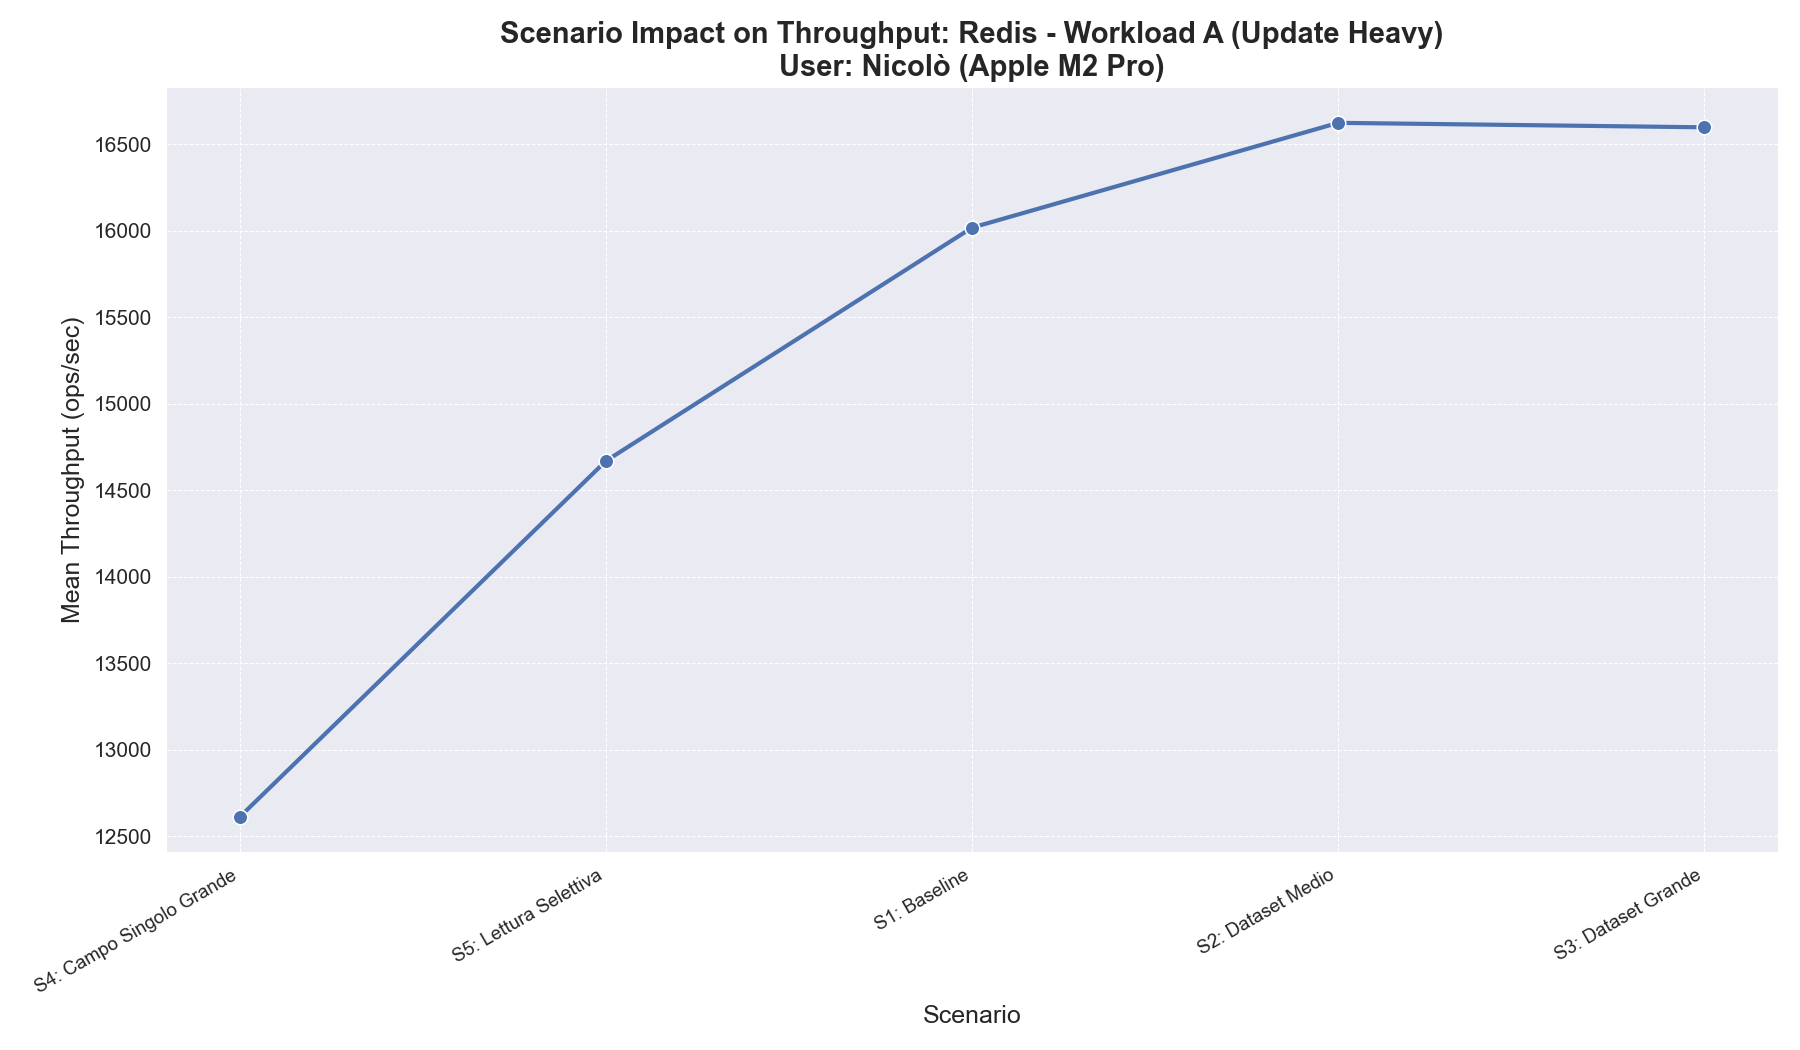 Scenario Impact on Throughput: Redis - Workload A (Update Heavy)
User: Nicolò (Apple M2 Pro)
Mean Throughput (ops/sec)
16500
16000
15500
15000
14500
14000
13500
13000
12500
S4: Campo Singolo Grande
S5: Lettura Selettiva
S1: Baseline
S2: Dataset Medio
S3: Dataset Grande
Scenario